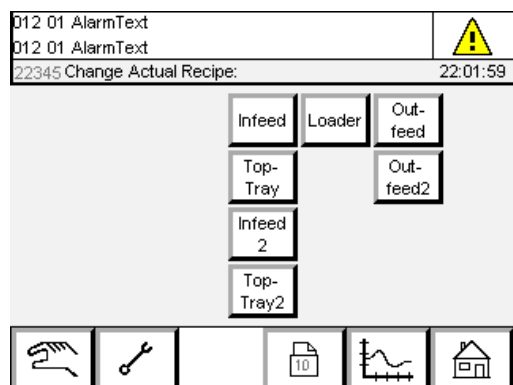 012 01 AlarmText
012 01 AlarmText
22345 Change Actual Recipe: 22:01:59
Infeed Loader Out-
feed
Top-
Tray
Out-
feed2
Infeed
2
Top-
Tray2
10